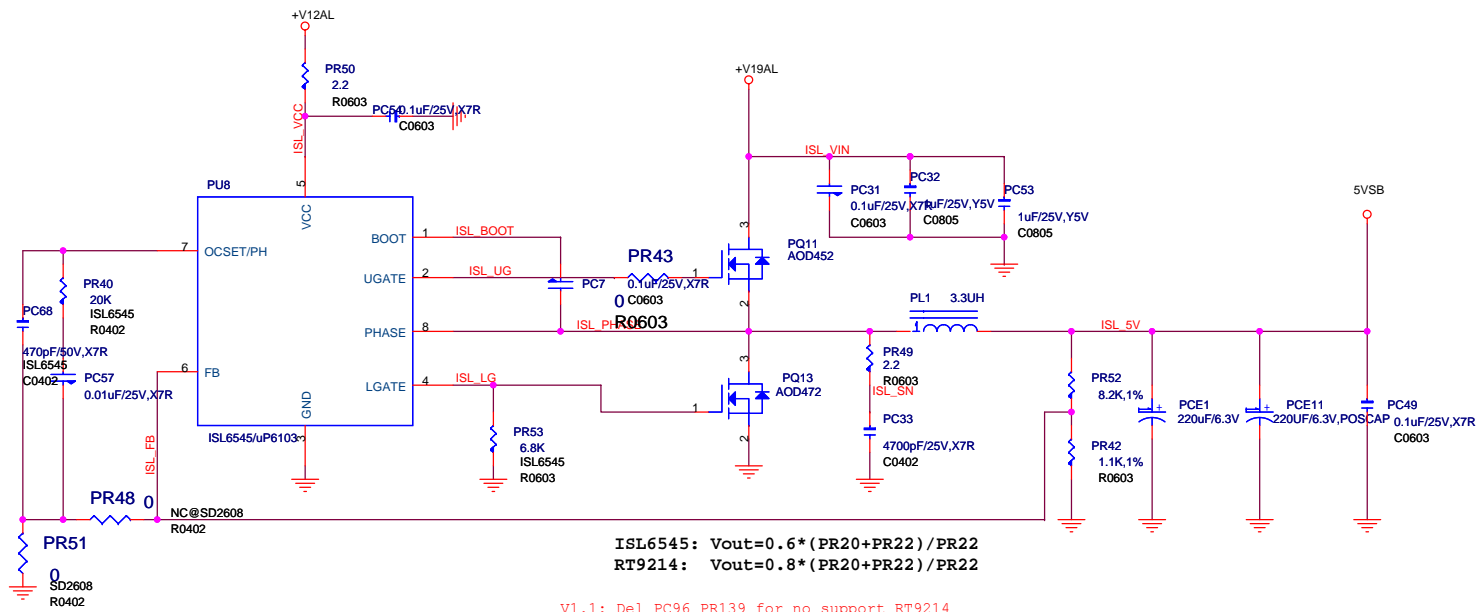 +V12AL
PR50
2.2
R0603
PC54
0.1uF/25V,X7R
C0603
ISL_VCC
+V19AL
ISL_VIN
PC31
0.1uF/25V,X7R
C0603
PC32
1uF/25V,Y5V
C0805
PC53
1uF/25V,Y5V
C0805
5VSB
PU8
5
VCC
7
OCSET/PH
BOOT
1
ISL_BOOT
UGATE
2
ISL_UG
PHASE
8
ISL_PHASE
LGATE
4
ISL_LG
6
FB
GND
3
ISL6545/uP6103
PR43
0
R0603
PC7
0.1uF/25V,X7R
C0603
3
1
2
PQ11
AOD452
PL1
3.3UH
1
ISL_5V
PR40
20K
ISL6545
R0402
PC68
470pF/50V,X7R
ISL6545
C0402
PC57
0.01uF/25V,X7R
ISL_FB
3
1
2
PQ13
AOD472
PR49
2.2
R0603
ISL_SN
PC33
4700pF/25V,X7R
C0402
PR52
8.2K,1%
PR42
1.1K,1%
R0603
+
PCE1
220uF/6.3V
+
PCE11
220UF/6.3V,POSCAP
PC49
0.1uF/25V,X7R
C0603
PR53
6.8K
ISL6545
R0603
PR48
0
NC@SD2608
R0402
PR51
0
SD2608
R0402
ISL6545: Vout=0.6*(PR20+PR22)/PR22
RT9214: Vout=0.8*(PR20+PR22)/PR22
V1.1: Del PC96 PR139 for no support RT9214